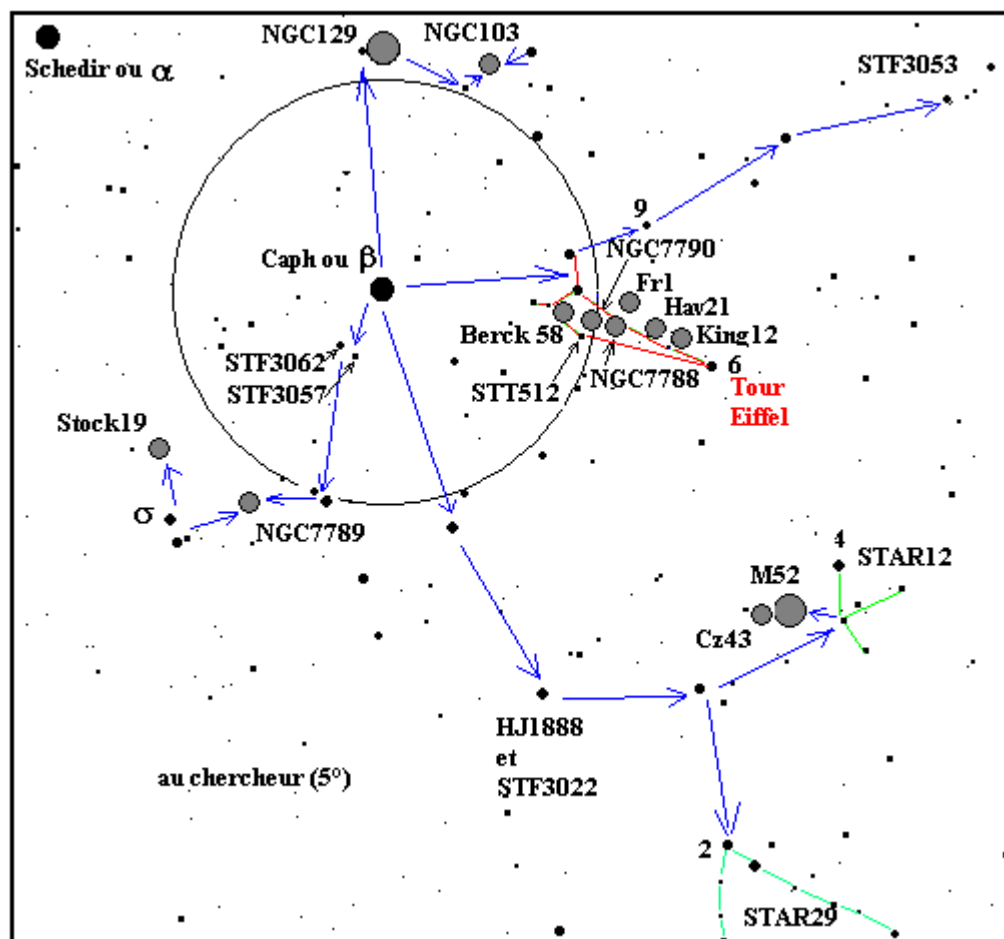 NGC129
NGC103
Schedir ou α
STF3053
9
NGC7790
Caph ou β
Fr1
Hav21
King12
Berck 58
STF3062
STF3057
STT512
NGC7788
6
Tour
Eiffel
Stock19
σ
NGC7789
4
STAR12
M52
Cz43
HJ1888
et
STF3022
au chercheur (5°)
2
STAR29